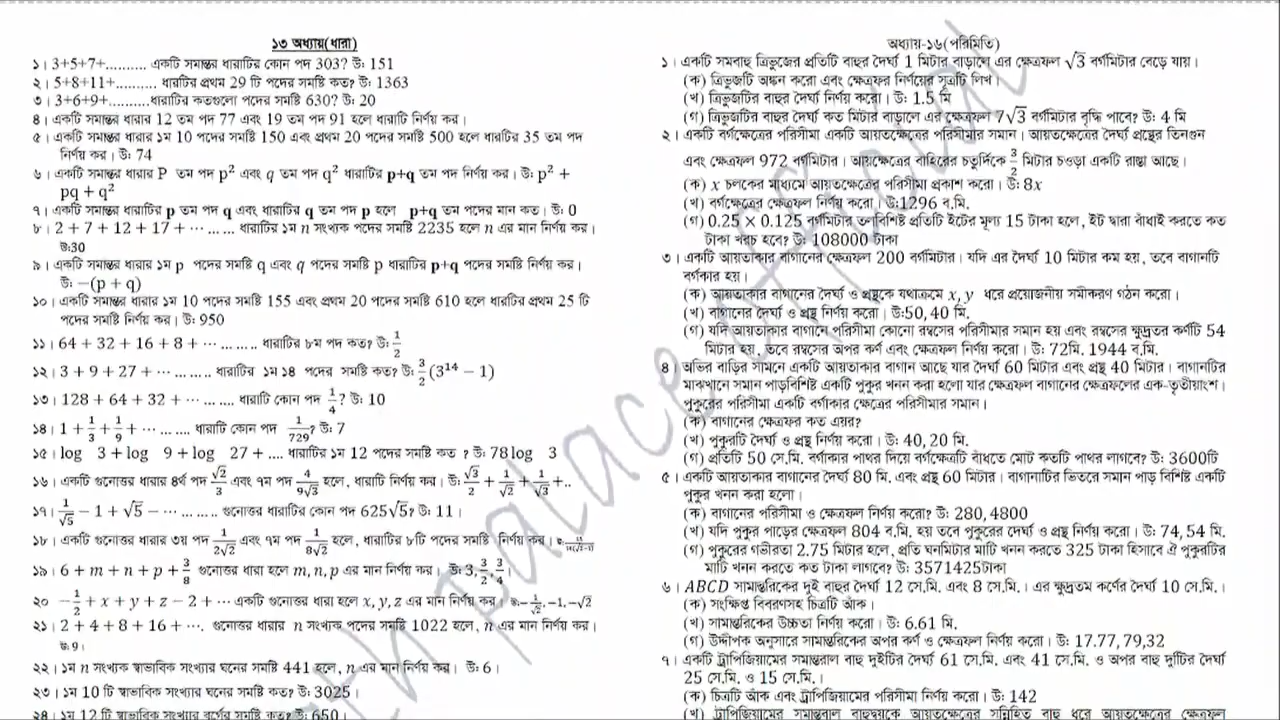 ১৩ অধ্যায়(ধারা)
১। 3+5+7+.......... একটি সমান্তর ধারাটির কোন পদ 303? উঃ 151
২। 5+8+11+.......... ধারাটির প্রথম 29 টি পদের সমষ্টি কত? উঃ 1363
৩। 3+6+9+..........ধারাটির কতগুলো পদের সমষ্টি 630? উঃ 20
৪। একটি সমান্তর ধারার 12 তম পদ 77 এবং 19 তম পদ 91 হলে ধারাটি নির্ণয় কর।
৫। একটি সমান্তর ধারার ১ম 10 পদের সমষ্টি 150 এবং প্রথম 20 পদের সমষ্টি 500 হলে ধারটির 35 তম পদ
নির্ণয় কর। উঃ 74
৬। একটি সমান্তর ধারার P তম পদ p² এবং q তম পদ q² ধারাটির p+q তম পদ নির্ণয় কর। উঃ p² +
pq + q²
৭। একটি সমান্তর ধারাটির p তম পদ q এবং ধারাটির q তম পদ p হলে p+q তম পদের মান কত। উঃ 0
৮। 2 + 7 + 12 + 17 + ⋯ ... ... ধারাটির ১ম n সংখ্যক পদের সমষ্টি 2235 হলে n এর মান নির্ণয় কর।
উঃ30
৯। একটি সমান্তর ধারার ১ম p পদের সমষ্টি q এবং q পদের সমষ্টি p ধারাটির p+q পদের সমষ্টি নির্ণয় কর।
উঃ −(p + q)
১০। একটি সমান্তর ধারার ১ম 10 পদের সমষ্টি 155 এবং প্রথম 20 পদের সমষ্টি 610 হলে ধারটির প্রথম 25 টি
পদের সমষ্টি নির্ণয় কর। উঃ 950
১১। 64 + 32 + 16 + 8 + ⋯ ... ... .. ধারাটির ৮ম পদ কত? উঃ 1/2
১২। 3 + 9 + 27 + ⋯ ... ... .. ধারাটির ১ম ১৪ পদের সমষ্টি কত? উঃ 3/2 (3¹⁴ − 1)
১৩। 128 + 64 + 32 + ⋯ ... .... ধারাটি কোন পদ 1/4? উঃ 10
১৪। 1 + 1/3 + 1/9 + ⋯ ... .... ধারাটি কোন পদ 1/729? উঃ 7
১৫। log 3 + log 9 + log 27 + .... ধারাটির ১ম 12 পদের সমষ্টি কত ? উঃ 78 log 3
১৬। একটি গুনোত্তর ধারার ৪র্থ পদ √2/3 এবং ৭ম পদ 4/9√3 হলে, ধারাটি নির্ণয় কর। উঃ √3/2 + 1/√2 + 1/√3 +..
১৭। 1/√5 − 1 + √5 − ⋯ ... ... .. গুনোত্তর ধারাটির কোন পদ 625√5? উঃ 11।
১৮। একটি গুনোত্তর ধারার ৩য় পদ 1/2√2 এবং ৭ম পদ 1/8√2 হলে, ধারাটির ৮টি পদের সমষ্টি নির্ণয় কর।
১৯। 6 + m + n + p + 3/8 গুনোত্তর ধারা হলে m, n, p এর মান নির্ণয় কর। উঃ 3, 3/2, 3/4।
২০ −1/2 + x + y + z − 2 + ⋯ একটি গুনোত্তর ধারা হলে x, y, z এর মান নির্ণয় কর উঃ −1/√2, −1, −√2
২১। 2 + 4 + 8 + 16 + ⋯. গুনোত্তর ধারার n সংখ্যক পদের সমষ্টি 1022 হলে, n এর মান নির্ণয় কর।
উঃ 9।
২২। ১ম n সংখ্যক স্বাভাবিক সংখ্যার ঘনের সমষ্টি 441 হলে, n এর মান নির্ণয় কর। উঃ 6।
২৩। ১ম 10 টি স্বাভাবিক সংখ্যার ঘনের সমষ্টি কত? উঃ 3025।
২৪। ১ম 12 টি স্বাভাবিক সংখ্যার বর্গের সমষ্টি কত? উঃ 650।
অধ্যায়-১৬(পরিমিতি)
১। একটি সমবাহু ত্রিভুজের প্রতিটি বাহুর দৈর্ঘ্য 1 মিটার বাড়ালে এর ক্ষেত্রফল √3 বর্গমিটার বেড়ে যায়।
(ক) ত্রিভুজটি অঙ্কন করো এবং ক্ষেত্রফর নির্ণয়ের সূত্রটি লিখ।
(খ) ত্রিভুজটির বাহুর দৈর্ঘ্য নির্ণয় করো। উঃ 1.5 মি
(গ) ত্রিভুজটির বাহুর দৈর্ঘ্য কত মিটার বাড়ালে এর ক্ষেত্রফল 7√3 বর্গমিটার বৃদ্ধি পাবে? উঃ 4 মি
২। একটি বর্গক্ষেত্রের পরিসীমা একটি আয়তক্ষেত্রের পরিসীমার সমান। আয়তক্ষেত্রের দৈর্ঘ্য প্রস্থের তিনগুন
এবং ক্ষেত্রফল 972 বর্গমিটার। আয়ক্ষেত্রের বাহিরের চতুর্দিকে 3/2 মিটার চওড়া একটি রাস্তা আছে।
(ক) x চলকের মাধ্যমে আয়তক্ষেত্রের পরিসীমা প্রকাশ করো। উঃ 8x
(খ) বর্গক্ষেত্রের ক্ষেত্রফল নির্ণয় করো। উঃ1296 ব.মি.
(গ) 0.25 × 0.125 বর্গমিটার তলবিশিষ্ট প্রতিটি ইটের মূল্য 15 টাকা হলে, ইট দ্বারা বাঁধাই করতে কত
টাকা খরচ হবে? উঃ 108000 টাকা
৩। একটি আয়তাকার বাগানের ক্ষেত্রফল 200 বর্গমিটার। যদি এর দৈর্ঘ্য 10 মিটার কম হয়, তবে বাগানটি
বর্গকার হয়।
(ক) আয়তাকার বাগানের দৈর্ঘ্য ও প্রস্থকে যথাক্রমে x, y ধরে প্রয়োজনীয় সমীকরণ গঠন করো।
(খ) বাগানের দৈর্ঘ্য ও প্রস্থ নির্ণয় করো। উঃ50, 40 মি.
(গ) যদি আয়তাকার বাগানে পরিসীমা কোনো রম্বসের পরিসীমার সমান হয় এবং রম্বসের ক্ষুদ্রতর কর্ণটি 54
মিটার হয়, তবে রম্বসের অপর কর্ণ এবং ক্ষেত্রফল নির্ণয় করো। উঃ 72মি. 1944 ব.মি.
৪। অভির বাড়ির সামনে একটি আয়তাকার বাগান আছে যার দৈর্ঘ্য 60 মিটার এবং প্রস্থ 40 মিটার। বাগানটির
মাঝখানে সমান পাড়বিশিষ্ট একটি পুকুর খনন করা হলো যার ক্ষেত্রফল বাগানের ক্ষেত্রফলের এক-তৃতীয়াংশ।
পুকুরের পরিসীমা একটি বর্গাকার ক্ষেত্রের পরিসীমার সমান।
(ক) বাগানের ক্ষেত্রফর কত এয়র?
(খ) পুকুরটি দৈর্ঘ্য ও প্রস্থ নির্ণয় করো। উঃ 40, 20 মি.
(গ) প্রতিটি 50 সে.মি. বর্গাকার পাথর দিয়ে বর্গক্ষেত্রটি বাঁধতে মোট কতটি পাথর লাগবে? উঃ 3600টি
৫। একটি আয়তাকার বাগানের দৈর্ঘ্য 80 মি. এবং প্রস্থ 60 মিটার। বাগানটির ভিতরে সমান পাড় বিশিষ্ট একটি
পুকুর খনন করা হলো।
(ক) বাগানের পরিসীমা ও ক্ষেত্রফল নির্ণয় করো? উঃ 280, 4800
(খ) যদি পুকুর পাড়ের ক্ষেত্রফল 804 ব.মি. হয় তবে পুকুরের দের্ঘ্য ও প্রস্থ নির্ণয় করো। উঃ 74, 54 মি.
(গ) পুকুরের গভীরতা 2.75 মিটার হলে, প্রতি ঘনমিটার মাটি খনন করতে 325 টাকা হিসাবে ঐ পুকুরটির
মাটি খনন করতে কত টাকা লাগবে? উঃ 3571425টাকা
৬। ABCD সামান্তরিকের দুই বাহুর দৈর্ঘ্য 12 সে.মি. এবং 8 সে.মি.। এর ক্ষুদ্রতম কর্ণের দৈর্ঘ্য 10 সে.মি.।
(ক) সংক্ষিপ্ত বিবরণসহ চিত্রটি আঁক।
(খ) সামান্তরিকের উচ্চতা নির্ণয় করো। উঃ 6.61 মি.
(গ) উদ্দীপক অনুসারে সামান্তরিকের অপর কর্ণ ও ক্ষেত্রফল নির্ণয় করো। উঃ 17.77, 79,32
৭। একটি ট্রাপিজিয়ামের সমান্তরাল বাহু দুইটির দৈর্ঘ্য 61 সে.মি. এবং 41 সে.মি. ও অপর বাহু দুটির দৈর্ঘ্য
25 সে.মি. ও 15 সে.মি.।
(ক) চিত্রটি আঁক এবং ট্রাপিজিয়ামের পরিসীমা নির্ণয় করো। উঃ 142
(খ) ট্রাপিজিয়ামের সমান্তরাল বাহুদ্বয়কে আয়তক্ষেত্রের সন্নিহিত বাহু ধরে আয়তক্ষেত্রের ক্ষেত্রফল